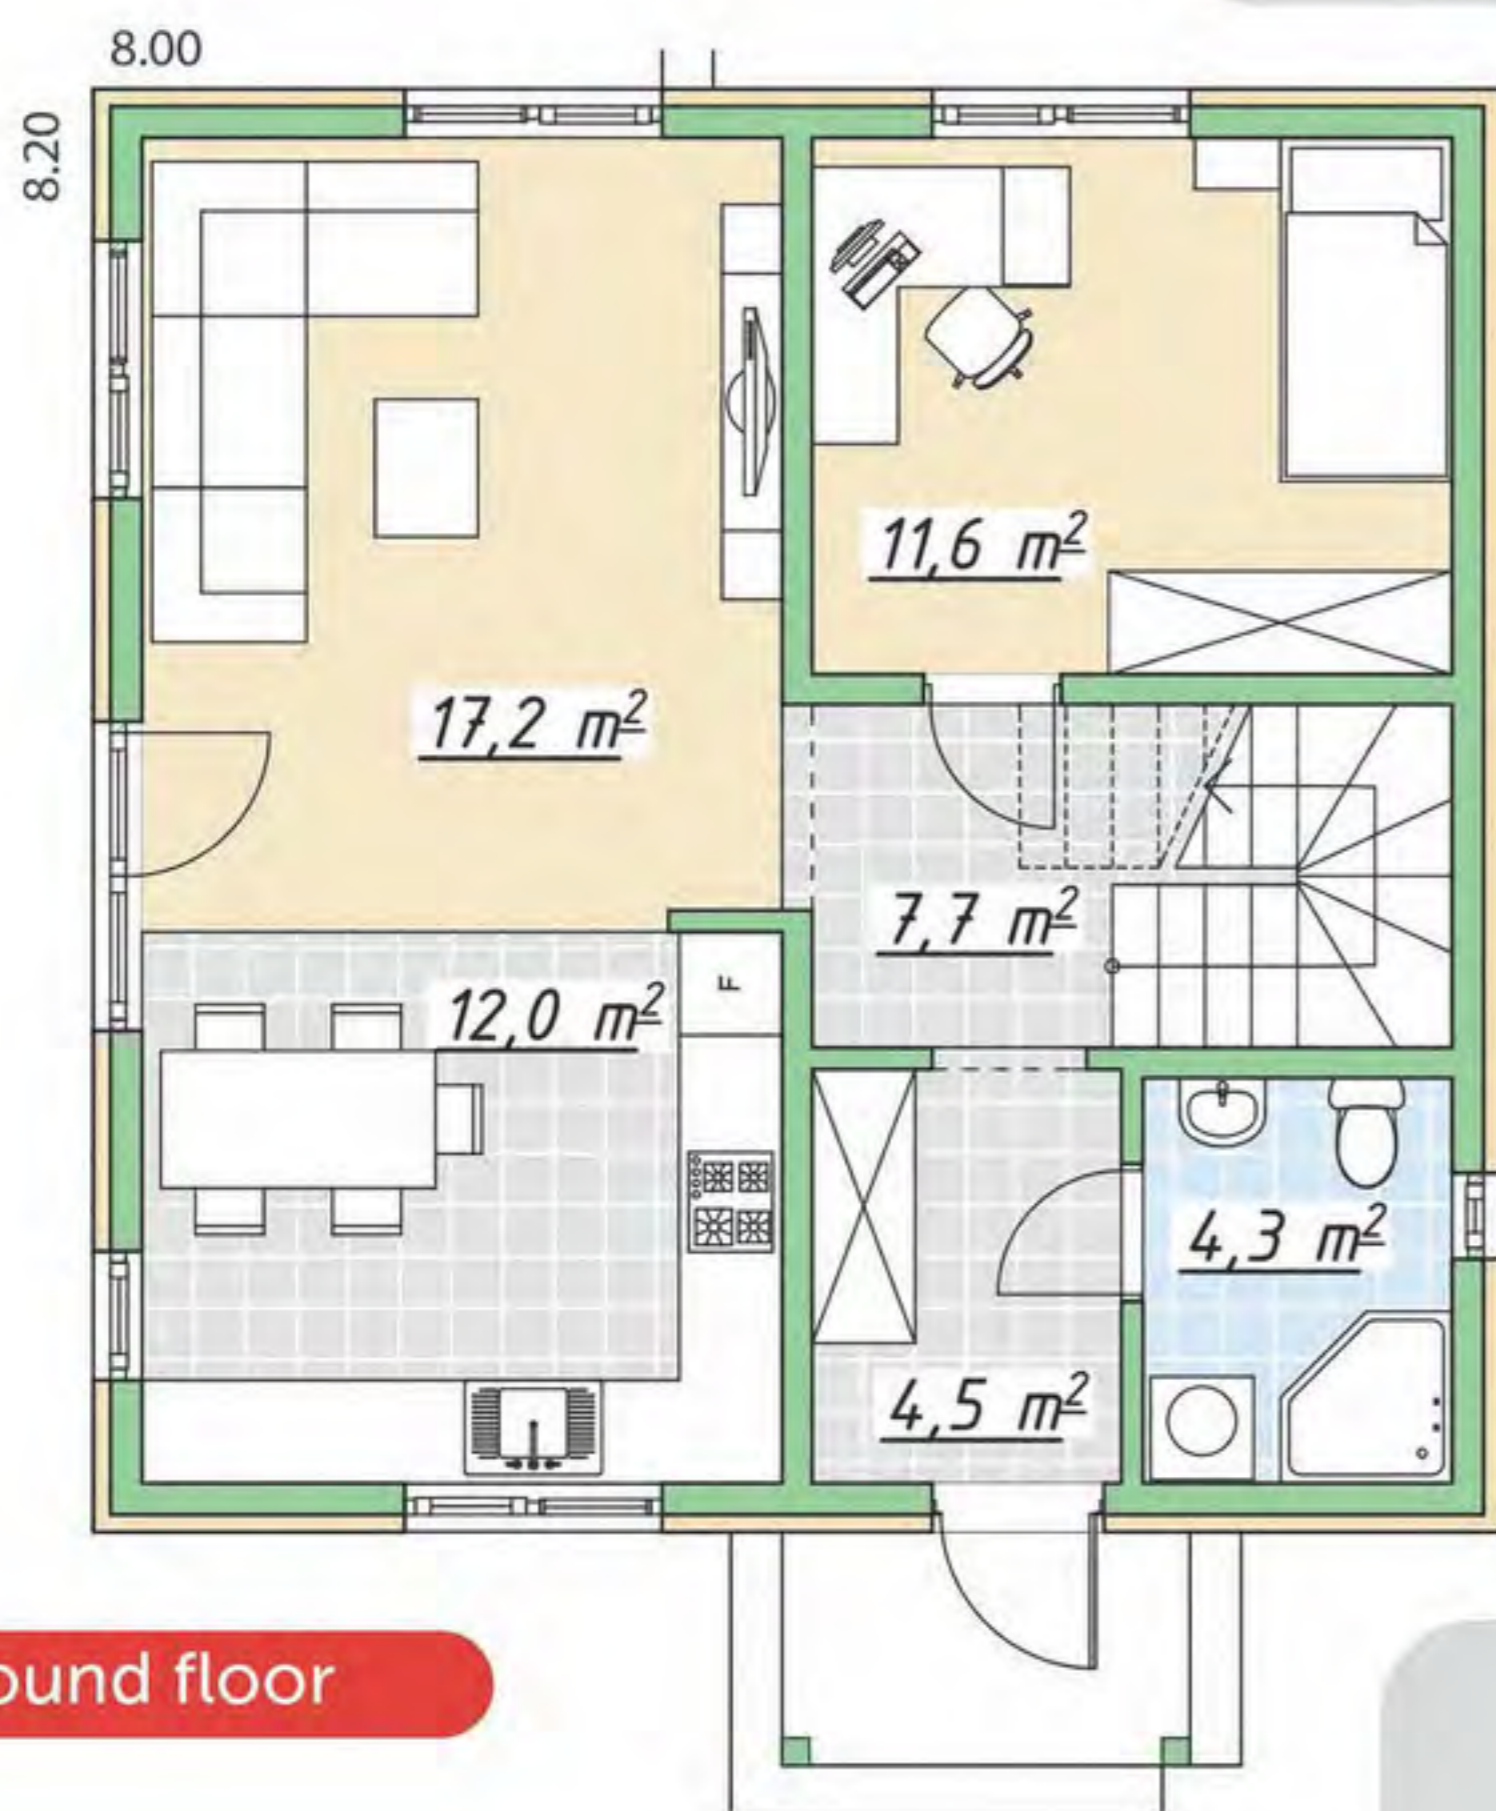 8.00
8.20
11,6 m²
17,2 m²
7,7 m²
12,0 m²
F
4,3 m²
4,5 m²
ound floor